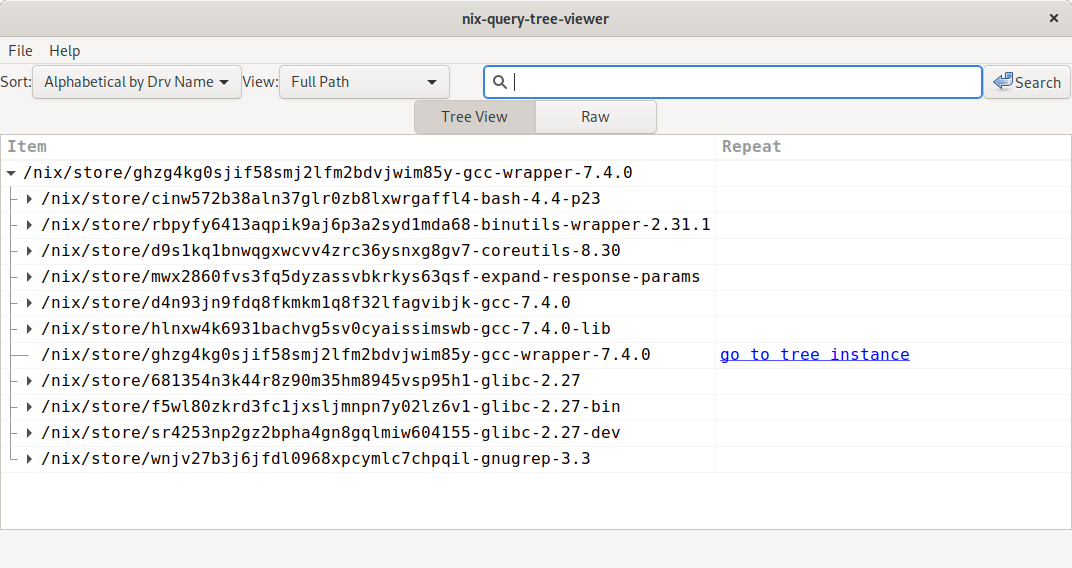 nix-query-tree-viewer
File Help
Sort: Alphabetical by Drv Name View: Full Path Search
Tree View Raw
Item Repeat
/nix/store/ghzg4kg0sjif58smj2lfm2bdvjwim85y-gcc-wrapper-7.4.0
/nix/store/cinw572b38aln37glr0zb8lxwrgaffl4-bash-4.4-p23
/nix/store/rbpyfy6413aqpik9aj6p3a2syd1mda68-binutils-wrapper-2.31.1
/nix/store/d9s1kq1bnwqgxwcvv4zrc36ysnxg8gv7-coreutils-8.30
/nix/store/mwx2860fvs3fq5dyzassvbkrkys63qsf-expand-response-params
/nix/store/d4n93jn9fdq8fkmkm1q8f32lfagvibjk-gcc-7.4.0
/nix/store/hlnxw4k6931bachvg5sv0cyaissimswb-gcc-7.4.0-lib
/nix/store/ghzg4kg0sjif58smj2lfm2bdvjwim85y-gcc-wrapper-7.4.0 go to tree instance
/nix/store/681354n3k44r8z90m35hm8945vsp95h1-glibc-2.27
/nix/store/f5wl80zkrd3fc1jxsljmnpn7y02lz6v1-glibc-2.27-bin
/nix/store/sr4253np2gz2bpha4gn8gqlmiw604155-glibc-2.27-dev
/nix/store/wnjv27b3j6jfdl0968xpcymlc7chpqil-gnugrep-3.3